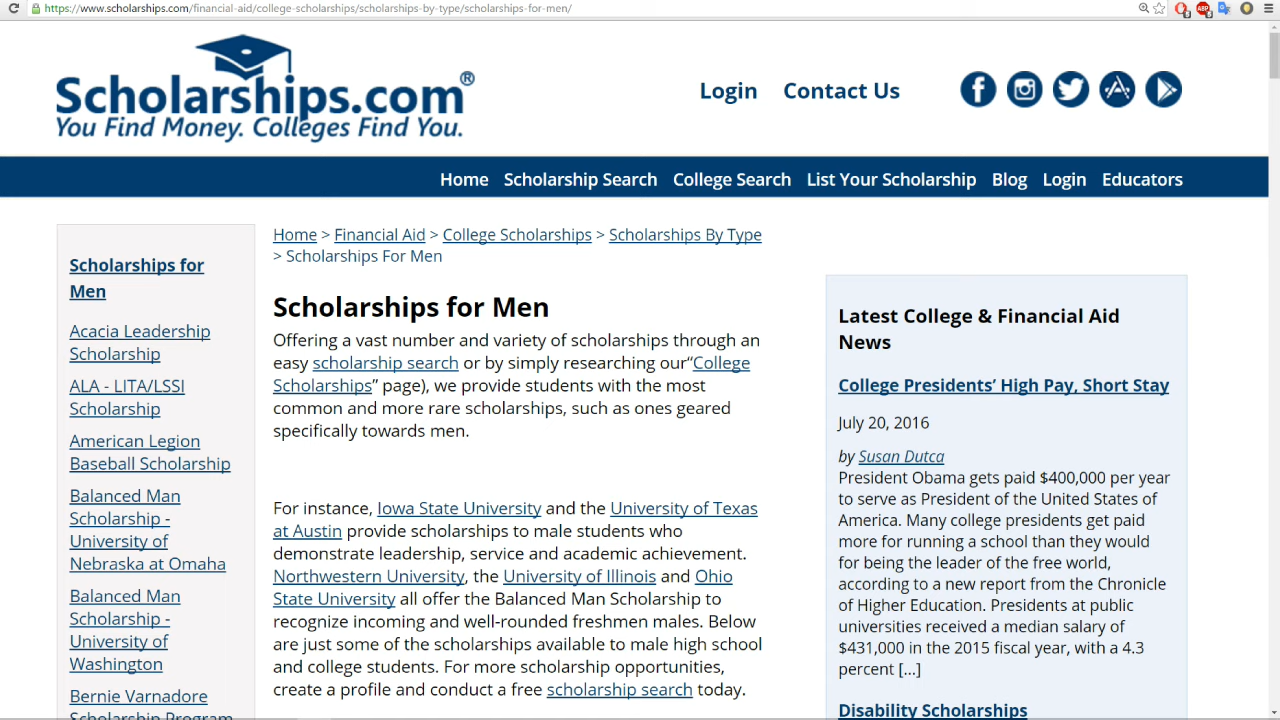 https://www.scholarships.com/financial-aid/college-scholarships/scholarships-by-type/scholarships-for-men/
Scholarships.com®
You Find Money. Colleges Find You.
Login Contact Us
Home Scholarship Search College Search List Your Scholarship Blog Login Educators
Scholarships for
Men
Acacia Leadership
Scholarship
ALA - LITA/LSSI
Scholarship
American Legion
Baseball Scholarship
Balanced Man
Scholarship -
University of
Nebraska at Omaha
Balanced Man
Scholarship -
University of
Washington
Bernie Varnadore
Scholarship Program
Home > Financial Aid > College Scholarships > Scholarships By Type
> Scholarships For Men
Scholarships for Men
Offering a vast number and variety of scholarships through an
easy scholarship search or by simply researching our“College
Scholarships” page), we provide students with the most
common and more rare scholarships, such as ones geared
specifically towards men.
For instance, Iowa State University and the University of Texas
at Austin provide scholarships to male students who
demonstrate leadership, service and academic achievement.
Northwestern University, the University of Illinois and Ohio
State University all offer the Balanced Man Scholarship to
recognize incoming and well-rounded freshmen males. Below
are just some of the scholarships available to male high school
and college students. For more scholarship opportunities,
create a profile and conduct a free scholarship search today.
Latest College & Financial Aid
News
College Presidents’ High Pay, Short Stay
July 20, 2016
by Susan Dutca
President Obama gets paid $400,000 per year
to serve as President of the United States of
America. Many college presidents get paid
more for running a school than they would
for being the leader of the free world,
according to a new report from the Chronicle
of Higher Education. Presidents at public
universities received a median salary of
$431,000 in the 2015 fiscal year, with a 4.3
percent [...]
Disability Scholarships